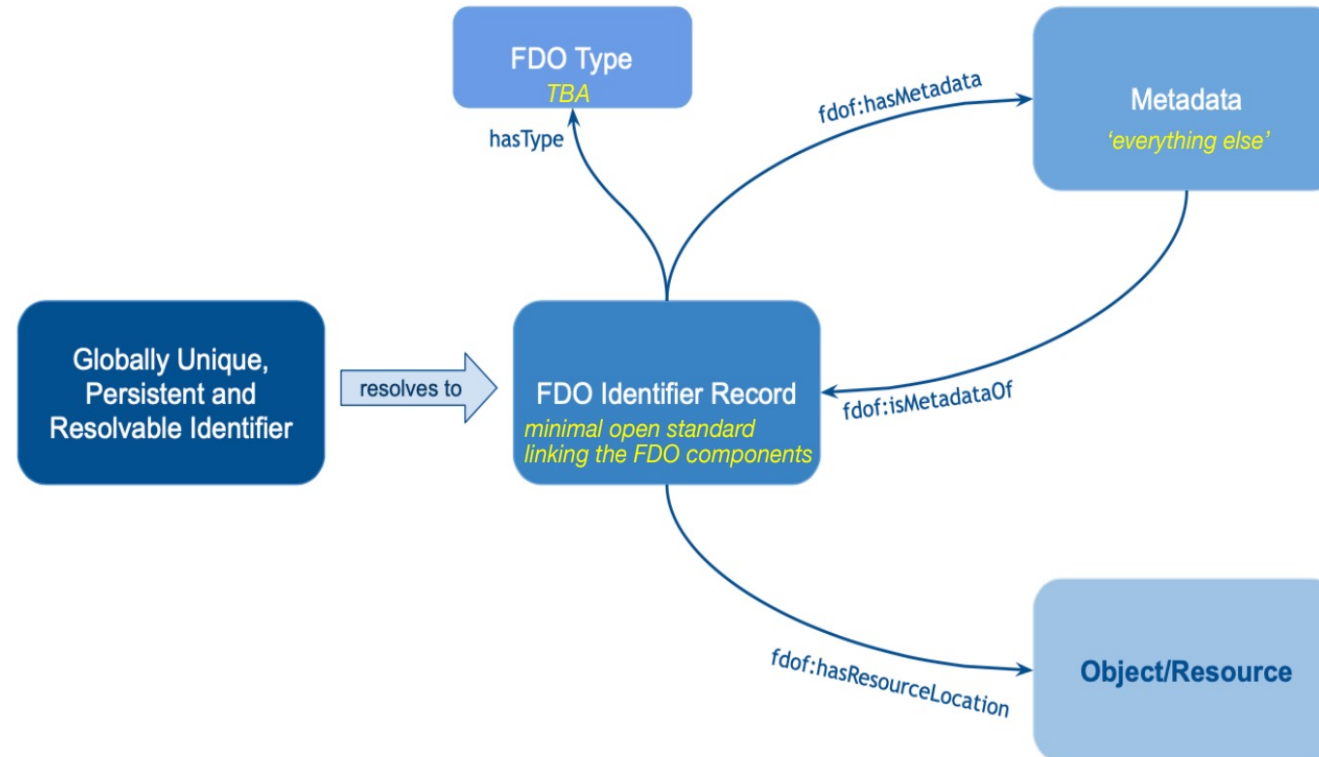 FDO Type
TBA
hasType
fdof:hasMetadata
Metadata
‘everything else’
Globally Unique,
Persistent and
Resolvable Identifier
resolves to
FDO Identifier Record
minimal open standard
linking the FDO components
fdof:isMetadataOf
fdof:hasResourceLocation
Object/Resource